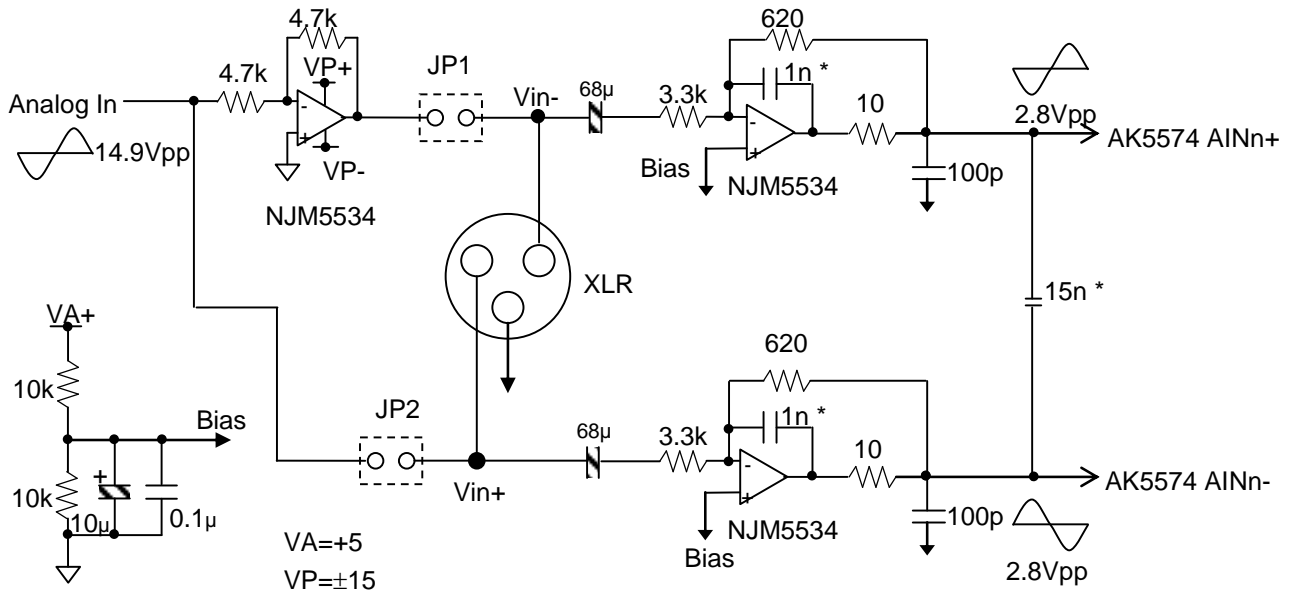 4.7k
620
VP+
JP1
1n *
4.7k
Vin-
68µ
3.3k
10
2.8Vpp
Analog In
-
-
14.9Vpp
+
+
AK5574 AINn+
VP-
Bias
100p
NJM5534
NJM5534
XLR
15n *
VA+
620
10k
JP2
1n *
Bias
68µ
3.3k
10
-
AK5574 AINn-
+
10k
+
Vin+
10µ
0.1µ
NJM5534
100p
VA=+5
Bias
2.8Vpp
VP=±15